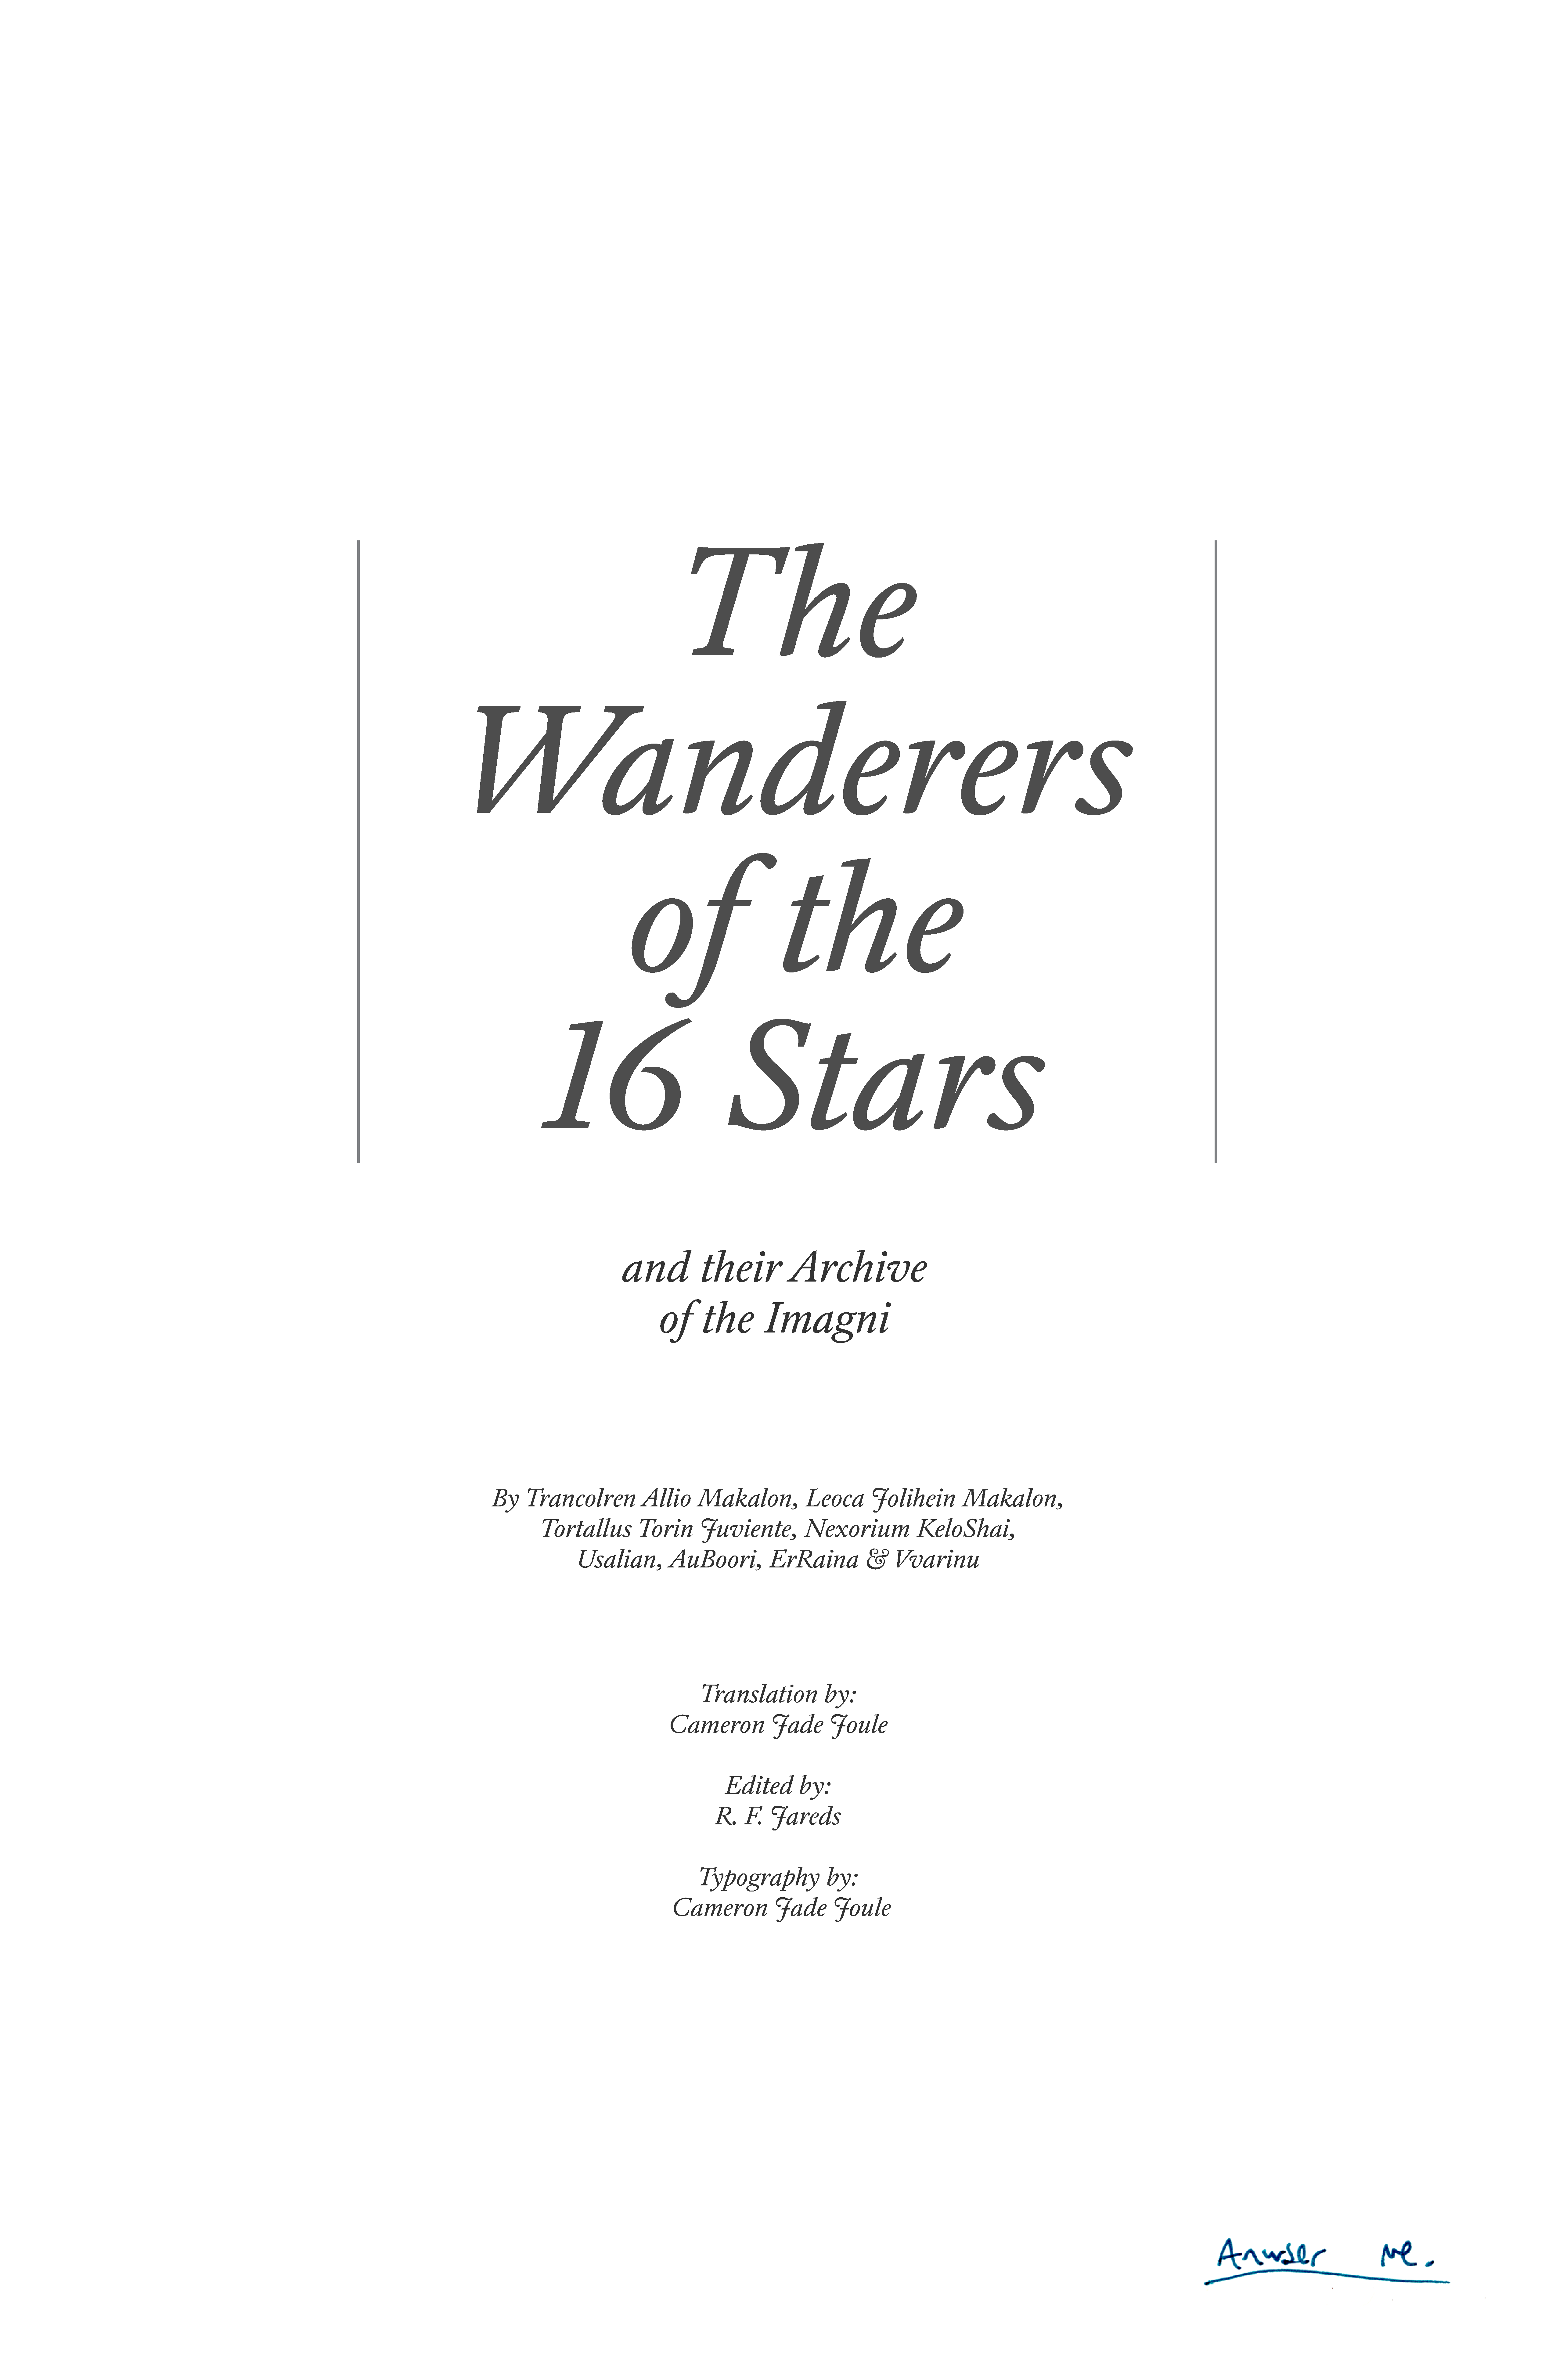 The
Wanderers
of the
16 Stars
and their Archive
of the Imagni
By Trancolren Allio Makalon, Leoca Jolihein Makalon,
Tortallus Torin Juviente, Nexorium KeloShai,
Usalian, AuBoori, ErRaina & Vvarinu
Translation by:
Cameron Jade Joule
Edited by:
R. F. Jareds
Typography by:
Cameron Jade Joule
Anwser me.